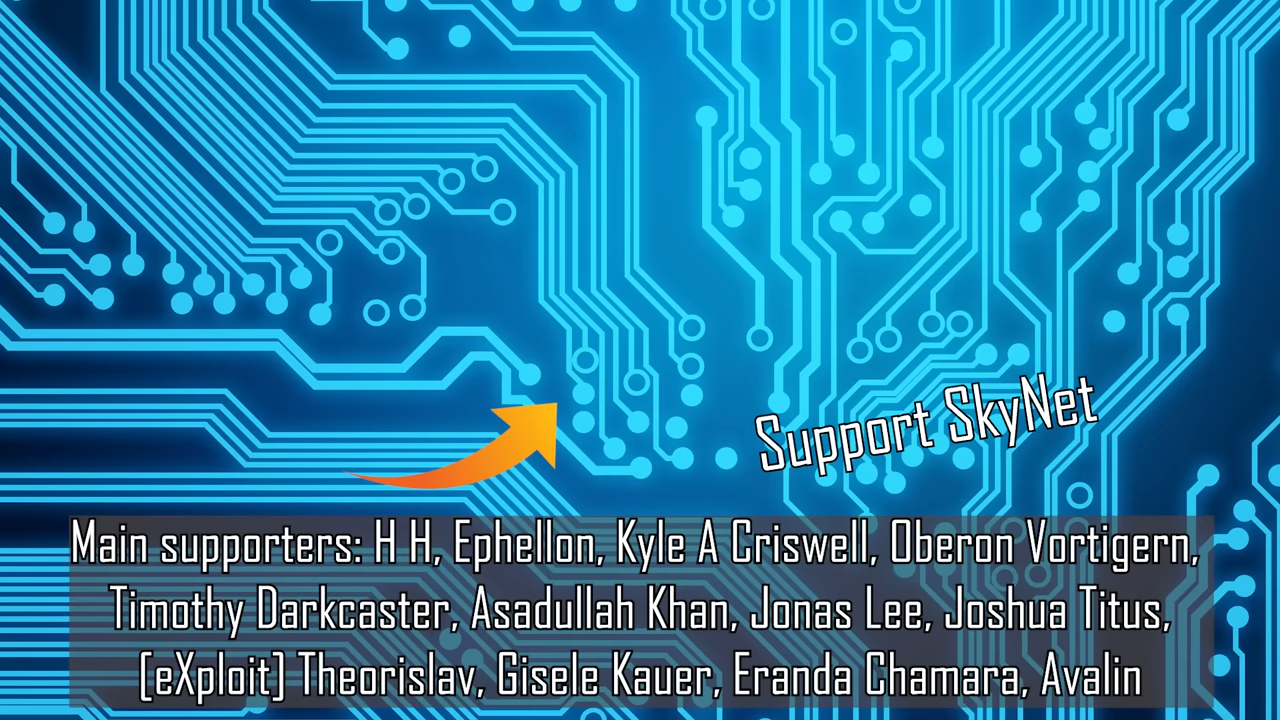 Support SkyNet
Main supporters: H H, Ephellon, Kyle A Criswell, Oberon Vortigern,
Timothy Darkcaster, Asadullah Khan, Jonas Lee, Joshua Titus,
[eXploit] Theorislav, Gisele Kauer, Eranda Chamara, Avalin